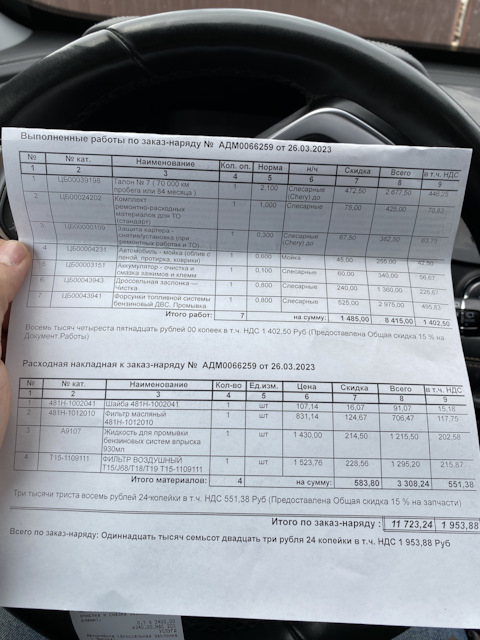 Выполненные работы по заказ-наряду № АДМ0066259 от 26.03.2023
№ № кат. Наименование Кол. оп. Норма н/ч Скидка Всего в т.ч. НДС
1 2 3 4 5 6 7 8 9
1 ЦБ00039198 Талон № 7 ( 70 000 км 1 2,100 Слесарные 472,50 2 677,50 446,25
пробега или 84 месяца ) (Chery) до
2 ЦБ00024202 Комплект 1 1,000 Слесарные 75,00 425,00 70,83
ремонтно-расходных
материалов для ТО
(стандарт)
3 ЦБ00000109 Защита картера - 1 0,300 Слесарные 67,50 382,50 63,75
снятие/установка (при (Chery) до
ремонтных работах и ТО)
4 ЦБ00004231 Автомобиль - мойка (облив с 1 0,600 Мойка 45,00 255,00 42,50
пеной, протирка, коврики)
5 ЦБ00003151 Аккумулятор - очистка и 1 0,100 Слесарные 60,00 340,00 56,67
смазка зажимов и клемм
6 ЦБ00043943 Дроссельная заслонка – 1 0,800 Слесарные 240,00 1 360,00 226,67
чистка
7 ЦБ00043941 Форсунки топливной системы 1 0,800 Слесарные 525,00 2 975,00 495,83
бензиновый ДВС. Промывка
Итого работ: 7 на сумму: 1 485,00 8 415,00 1 402,50
Восемь тысяч четыреста пятнадцать рублей 00 копеек в т.ч. НДС 1 402,50 Руб (Предоставлена Общая скидка 15 % на
Документ.Работы)
Расходная накладная к заказ-наряду № АДМ0066259 от 26.03.2023
№ № кат. Наименование Кол-во Ед.изм. Цена Скидка Всего в т.ч. НДС
1 2 3 4 5 6 7 8 9
1 481H-1002041 Шайба 481H-1002041 1 шт 107,14 16,07 91,07 15,18
2 481H-1012010 Фильтр масляный 1 шт 831,14 124,67 706,47 117,75
481H-1012010
3 A9107 Жидкость для промывки 1 шт 1 430,00 214,50 1 215,50 202,58
бензиновых систем впрыска
930мл
4 T15-1109111 ФИЛЬТР ВОЗДУШНЫЙ 1 шт 1 523,76 228,56 1 295,20 215,87
T15/J68/T18/T19 T15-1109111
Итого материалов: 4 на сумму: 583,80 3 308,24 551,38
Три тысячи триста восемь рублей 24 копейки в т.ч. НДС 551,38 Руб (Предоставлена Общая скидка 15 % на запчасти)
Итого по заказ-наряду : 11 723,24 1 953,88
Всего по заказ-наряду: Одиннадцать тысяч семьсот двадцать три рубля 24 копейки в т.ч. НДС 1 953,88 Руб